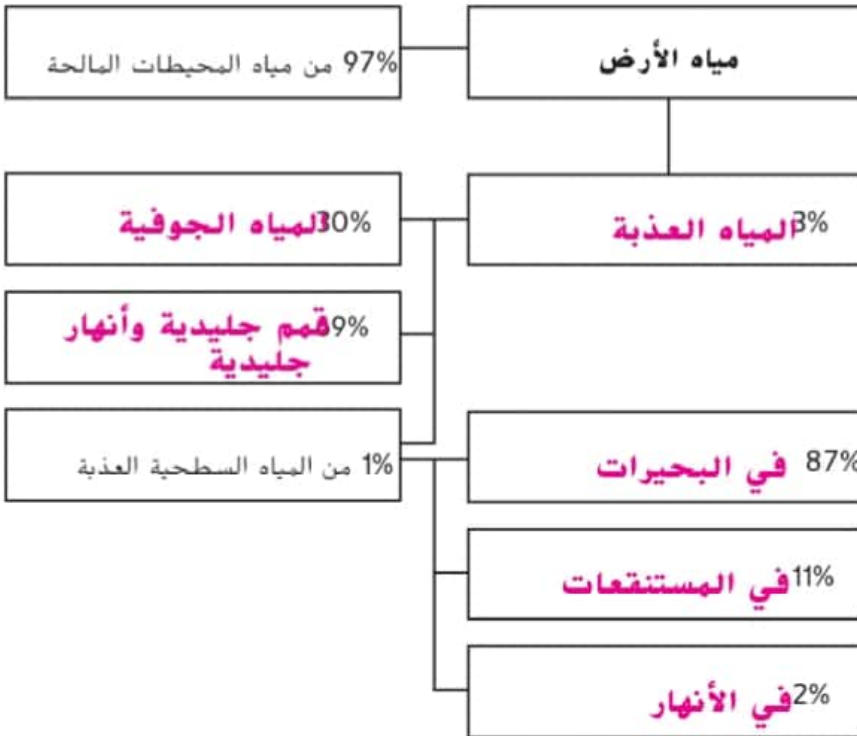 مياه الأرض
97% من مياه المحيطات المالحة
3% المياه العذبة
30% المياه الجوفية
69% قمم جليدية وأنهار
جليدية
1% من المياه السطحية العذبة
87% في البحيرات
11% في المستنقعات
2% في الأنهار